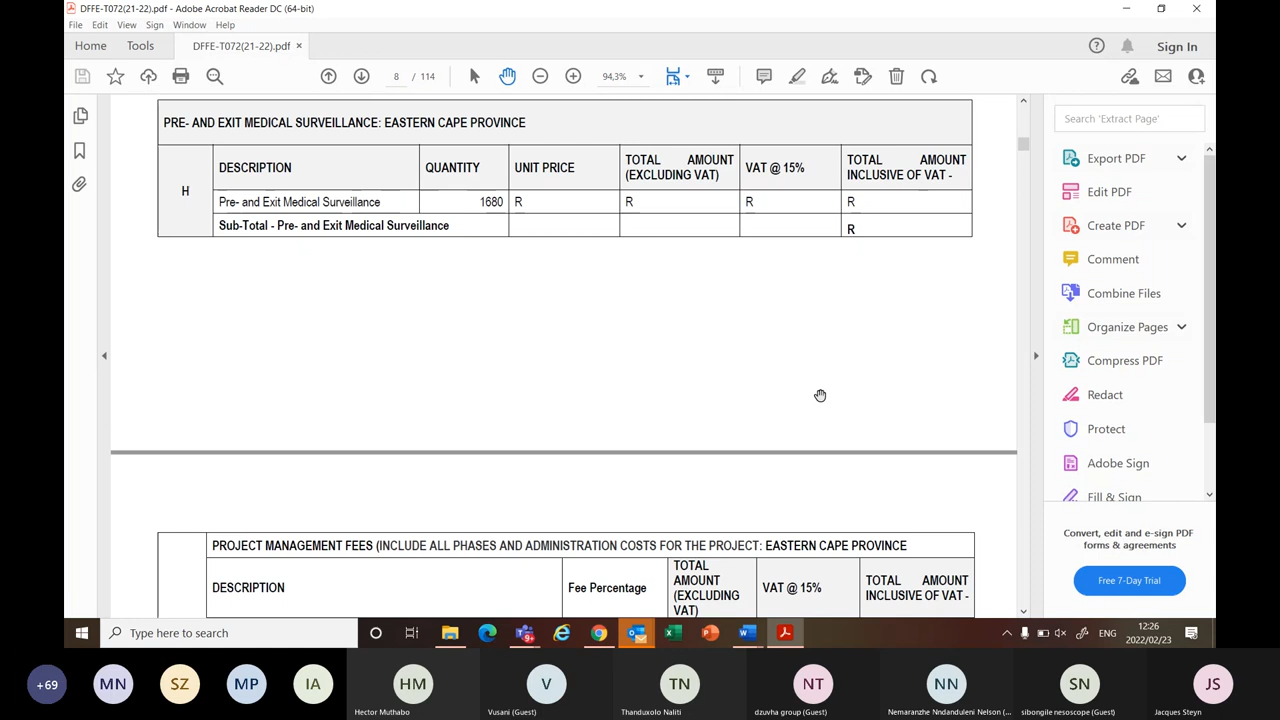 DFFE-T072(21-22).pdf - Adobe Acrobat Reader DC (64-bit)
File Edit View Sign Window Help
Home Tools DFFE-T072(21-22).pdf × Sign In
8 / 114 94,3%
PRE- AND EXIT MEDICAL SURVEILLANCE: EASTERN CAPE PROVINCE
H
DESCRIPTION QUANTITY UNIT PRICE TOTAL AMOUNT (EXCLUDING VAT) VAT @ 15% TOTAL AMOUNT INCLUSIVE OF VAT -
Pre- and Exit Medical Surveillance 1680 R R R R
Sub-Total - Pre- and Exit Medical Surveillance R
PROJECT MANAGEMENT FEES (INCLUDE ALL PHASES AND ADMINISTRATION COSTS FOR THE PROJECT: EASTERN CAPE PROVINCE
DESCRIPTION Fee Percentage TOTAL AMOUNT (EXCLUDING VAT) VAT @ 15% TOTAL AMOUNT INCLUSIVE OF VAT -
Search 'Extract Page'
Export PDF
Edit PDF
Create PDF
Comment
Combine Files
Organize Pages
Compress PDF
Redact
Protect
Adobe Sign
Fill & Sign
Convert, edit and e-sign PDF
forms & agreements
Free 7-Day Trial
Type here to search
ENG
12:26
2022/02/23
+69 MN SZ MP IA HM V TN NT NN SN JS
Hector Muthabo Vusani (Guest) Thanduxolo Naliti dzuvha group (Guest) Nemaranzhe Nndanduleni Nelson (... sibongile nesoscope (Guest) Jacques Steyn